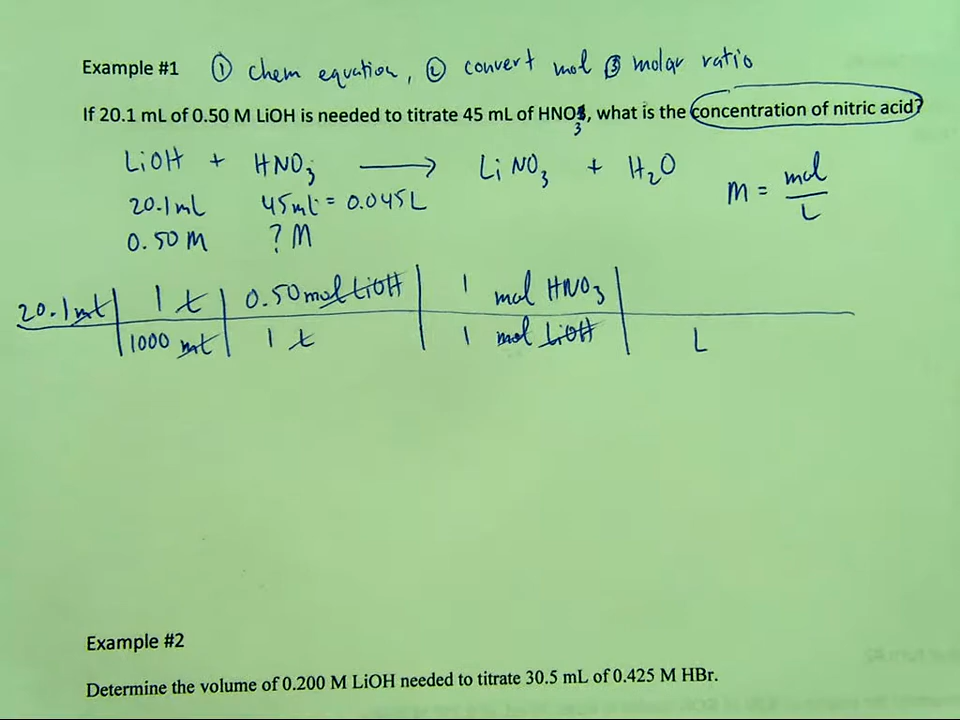 Example #1 ① chem equation, ② convert mol ③ molar ratio
If 20.1 mL of 0.50 M LiOH is needed to titrate 45 mL of HNO3, what is the concentration of nitric acid?
LiOH + HNO₃ → LiNO₃ + H₂O
M = mol/L
20.1ml 45ml = 0.045L
0.50M ?M
20.1ml | 1 L | 0.50 mol LiOH | 1 mol HNO₃ |
1000 ml | 1 L | 1 mol LiOH | L
Example #2
Determine the volume of 0.200 M LiOH needed to titrate 30.5 mL of 0.425 M HBr.